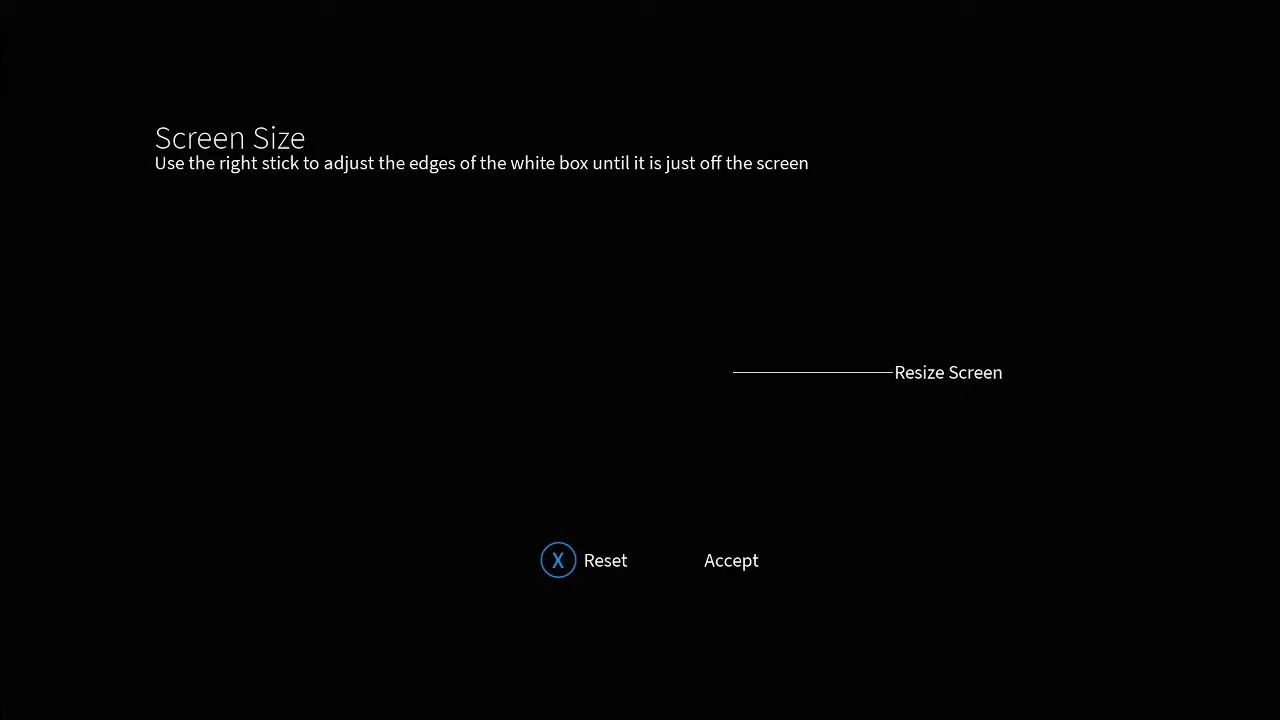 Screen Size
Use the right stick to adjust the edges of the white box until it is just off the screen
Resize Screen
X Reset Accept